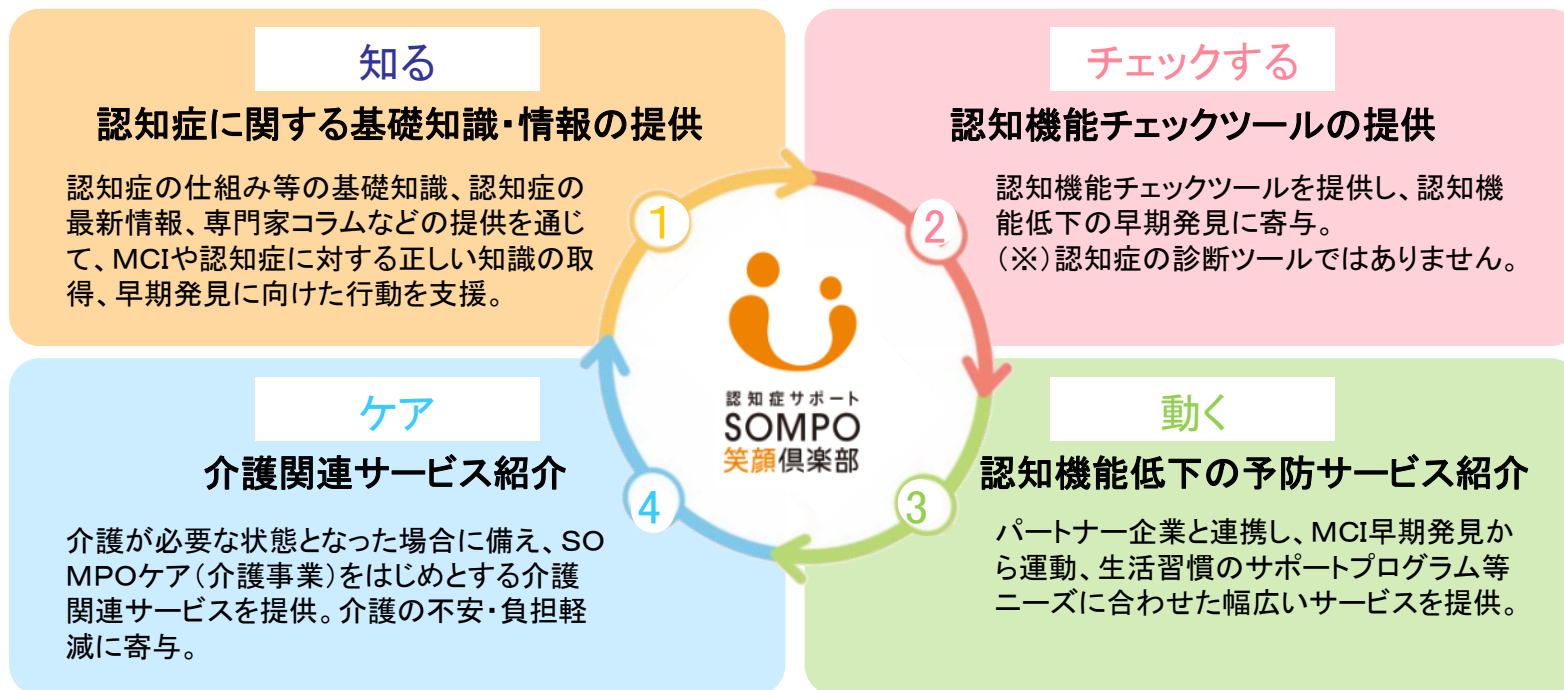 知る
認知症に関する基礎知識・情報の提供
認知症の仕組み等の基礎知識、認知症の
最新情報、専門家コラムなどの提供を通じ
て、MCIや認知症に対する正しい知識の取
得、早期発見に向けた行動を支援。
1
チェックする
認知機能チェックツールの提供
認知機能チェックツールを提供し、認知機
能低下の早期発見に寄与。
(※)認知症の診断ツールではありません。
2
認知症サポート
SOMPO
笑顔倶楽部
動く
認知機能低下の予防サービス紹介
パートナー企業と連携し、MCI早期発見か
ら運動、生活習慣のサポートプログラム等
ニーズに合わせた幅広いサービスを提供。
3
ケア
介護関連サービス紹介
介護が必要な状態となった場合に備え、SO
MPOケア(介護事業)をはじめとする介護
関連サービスを提供。介護の不安・負担軽
減に寄与。
4